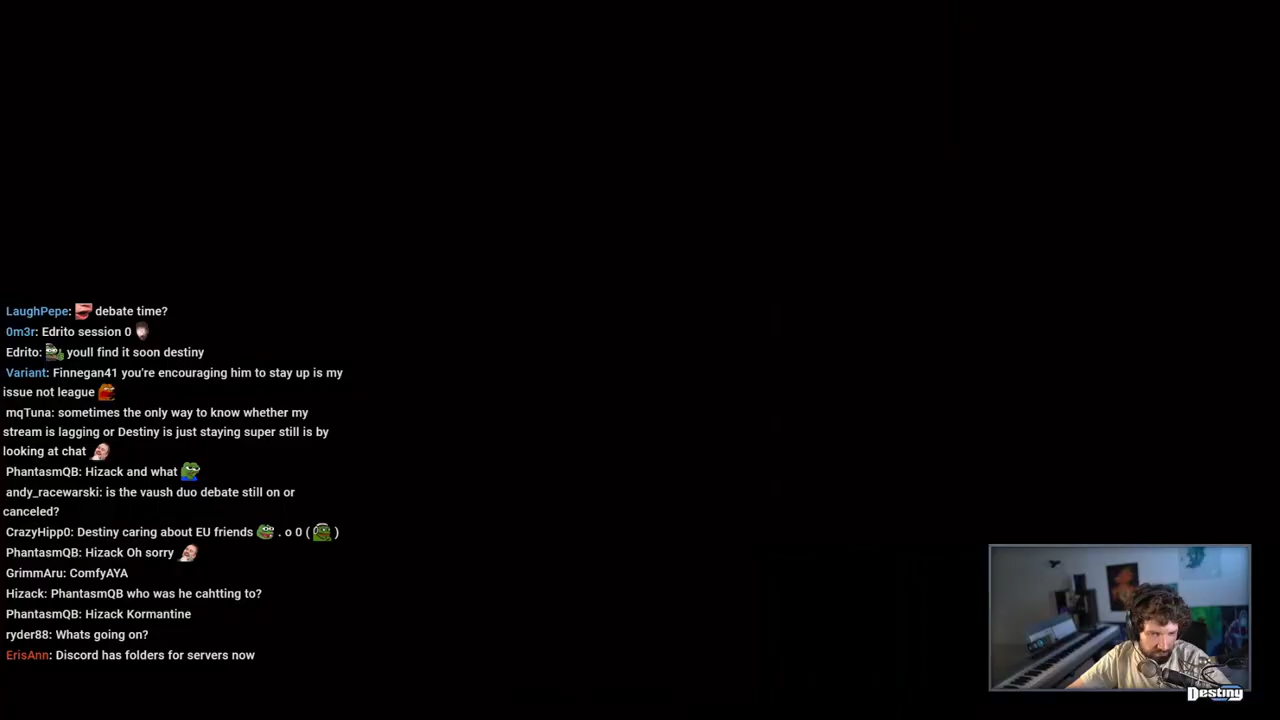 LaughPepe: debate time?
0m3r: Edrito session 0
Edrito: youll find it soon destiny
Variant: Finnegan41 you're encouraging him to stay up is my
issue not league
mqTuna: sometimes the only way to know whether my
stream is lagging or Destiny is just staying super still is by
looking at chat
PhantasmQB: Hizack and what
andy_racewarski: is the vaush duo debate still on or
canceled?
CrazyHipp0: Destiny caring about EU friends . o 0 ( )
PhantasmQB: Hizack Oh sorry
GrimmAru: ComfyAYA
Hizack: PhantasmQB who was he cahtting to?
PhantasmQB: Hizack Kormantine
ryder88: Whats going on?
ErisAnn: Discord has folders for servers now
Destiny